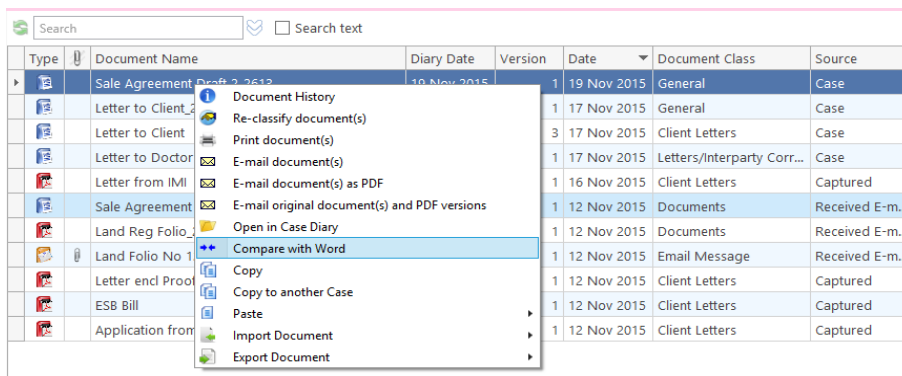 Search Search text
Type Document Name Diary Date Version Date Document Class Source
Sale Agreement Draft 2-2613 19 Nov 2015 1 19 Nov 2015 General Case
Document History
Letter to Client_2 1 17 Nov 2015 General Case
Re-classify document(s)
Letter to Client 3 17 Nov 2015 Client Letters Case
Print document(s)
Letter to Doctor 1 17 Nov 2015 Letters/Interparty Corr... Case
E-mail document(s)
Letter from IMI 1 16 Nov 2015 Client Letters Captured
E-mail document(s) as PDF
Sale Agreement 1 12 Nov 2015 Documents Received E-m.
E-mail original document(s) and PDF versions
Land Reg Folio_ 1 12 Nov 2015 Documents Received E-m.
Open in Case Diary
Land Folio No 1 1 12 Nov 2015 Email Message Received E-m.
Compare with Word
Letter encl Proof 1 12 Nov 2015 Client Letters Captured
Copy
ESB Bill 1 12 Nov 2015 Client Letters Captured
Copy to another Case
Paste
Application from 1 12 Nov 2015 Client Letters Captured
Import Document
Export Document